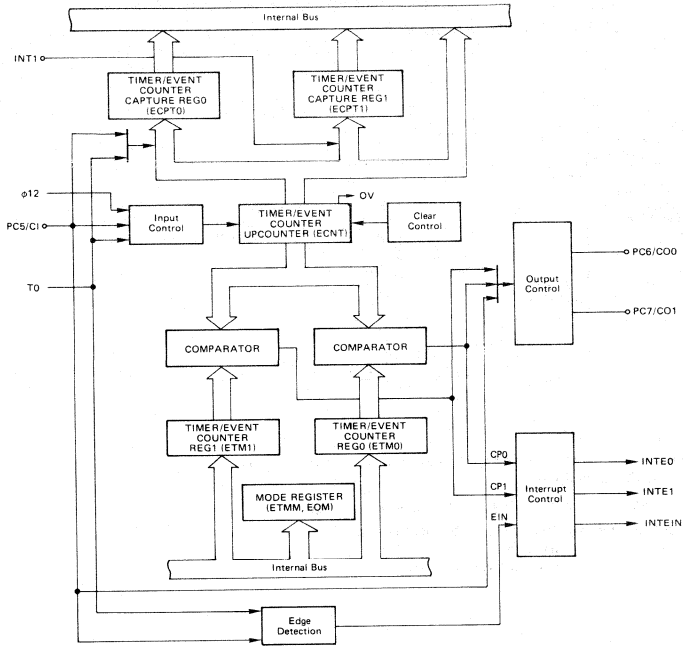 Internal Bus
INT1
TIMER/EVENT
COUNTER
CAPTURE REG0
(ECPT0)
TIMER/EVENT
COUNTER
CAPTURE REG1
(ECPT1)
φ12
PC5/CI
T0
Input
Control
TIMER/EVENT
COUNTER
UPCOUNTER (ECNT)
OV
Clear
Control
Output
Control
PC6/CO0
PC7/CO1
COMPARATOR
COMPARATOR
TIMER/EVENT
COUNTER
REG1 (ETM1)
TIMER/EVENT
COUNTER
REG0 (ETM0)
MODE REGISTER
(ETMM, EOM)
CP0
CP1
EIN
Interrupt
Control
INTE0
INTE1
INTEIN
Internal Bus
Edge
Detection